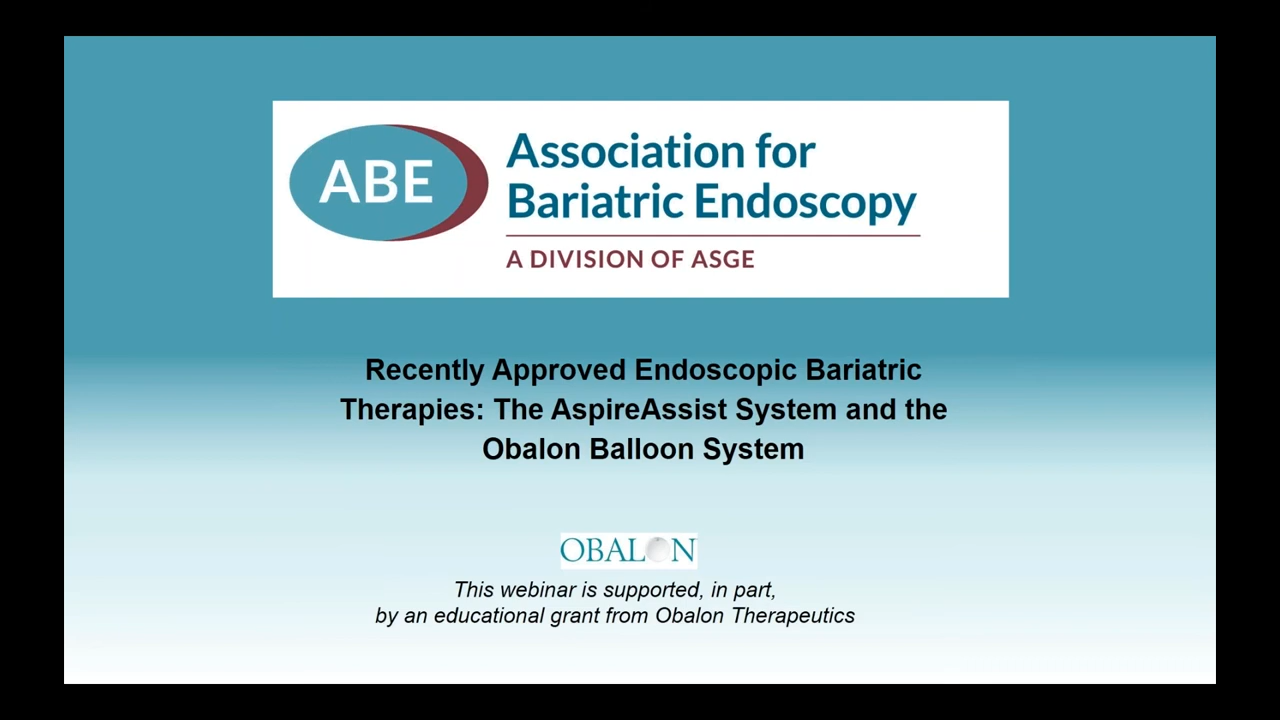 ABE
Association for
Bariatric Endoscopy
A DIVISION OF ASGE
Recently Approved Endoscopic Bariatric
Therapies: The AspireAssist System and the
Obalon Balloon System
OBALON
This webinar is supported, in part,
by an educational grant from Obalon Therapeutics